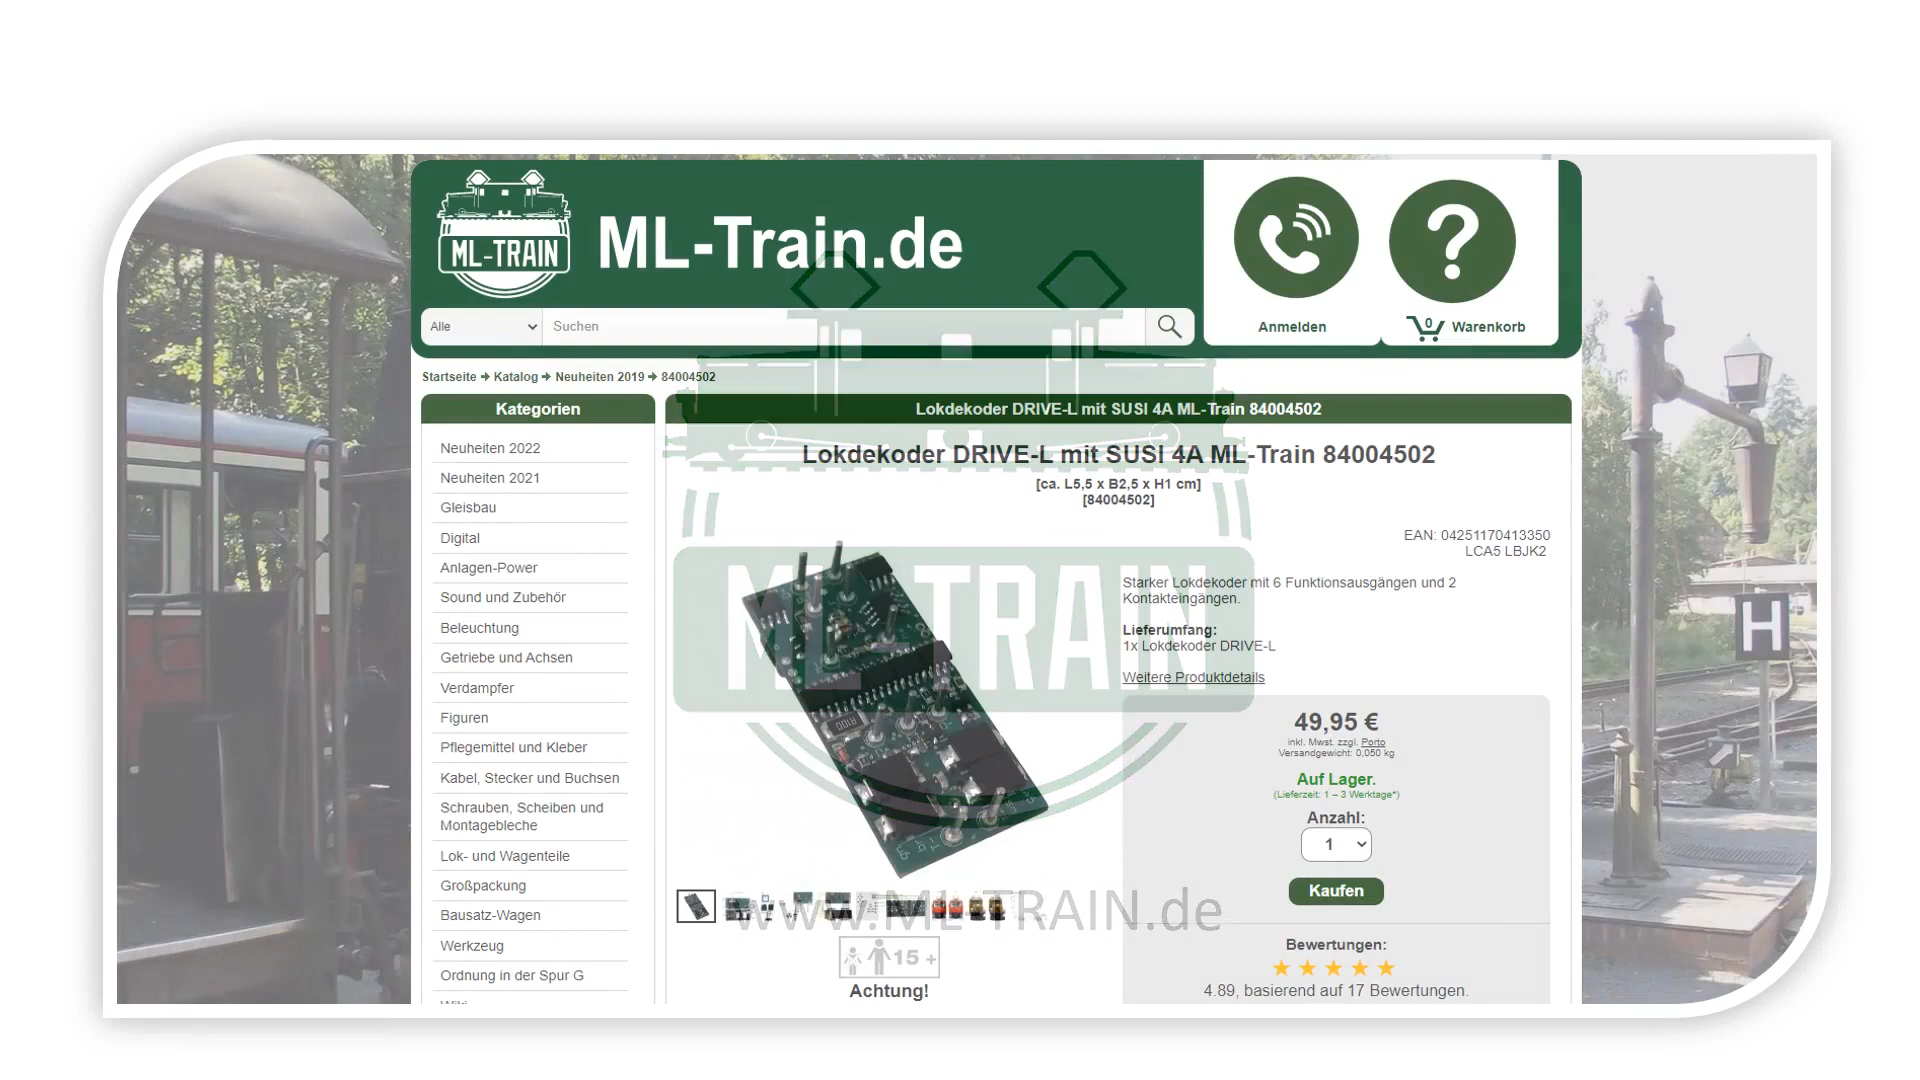 ML-TRAIN
ML-Train.de
Alle
Suchen
Anmelden
0
Warenkorb
Startseite ➔ Katalog ➔ Neuheiten 2019 ➔ 84004502
Kategorien
Neuheiten 2022
Neuheiten 2021
Gleisbau
Digital
Anlagen-Power
Sound und Zubehör
Beleuchtung
Getriebe und Achsen
Verdampfer
Figuren
Pflegemittel und Kleber
Kabel, Stecker und Buchsen
Schrauben, Scheiben und
Montagebleche
Lok- und Wagenteile
Großpackung
Bausatz-Wagen
Werkzeug
Ordnung in der Spur G
Lokdekoder DRIVE-L mit SUSI 4A ML-Train 84004502
Lokdekoder DRIVE-L mit SUSI 4A ML-Train 84004502
[ca. L5,5 x B2,5 x H1 cm]
[84004502]
EAN: 04251170413350
LCA5 LBJK2
Starker Lokdekoder mit 6 Funktionsausgängen und 2
Kontakteingängen.
Lieferumfang:
1x Lokdekoder DRIVE-L
Weitere Produktdetails
49,95 €
inkl. Mwst. zzgl. Porto
Versandgewicht: 0,050 kg
Auf Lager.
(Lieferzeit: 1 – 3 Werktage*)
Anzahl:
1
Kaufen
Bewertungen:
4.89, basierend auf 17 Bewertungen.
ML-TRAIN
www.ML-TRAIN.de
15 +
Achtung!
R100
H